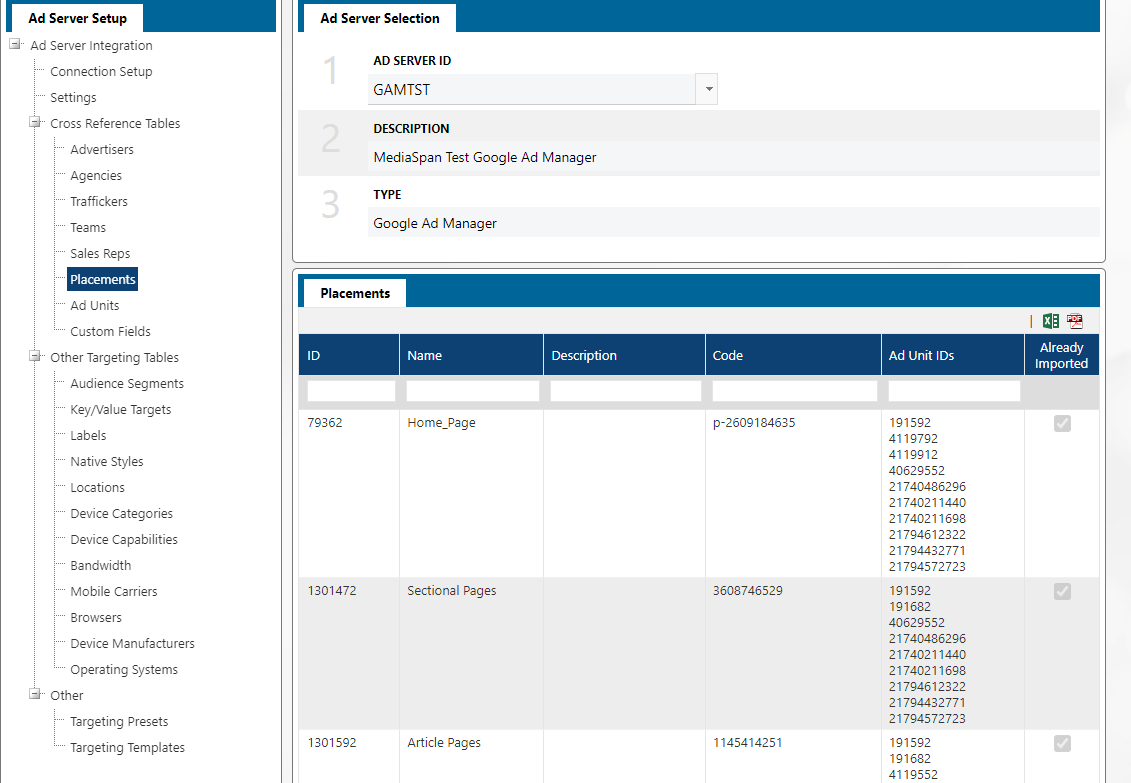 Ad Server Setup
Ad Server Integration
Connection Setup
Settings
Cross Reference Tables
Advertisers
Agencies
Traffickers
Teams
Sales Reps
Placements
Ad Units
Custom Fields
Other Targeting Tables
Audience Segments
Key/Value Targets
Labels
Native Styles
Locations
Device Categories
Device Capabilities
Bandwidth
Mobile Carriers
Browsers
Device Manufacturers
Operating Systems
Other
Targeting Presets
Targeting Templates
Ad Server Selection
1
AD SERVER ID
GAMTST
2
DESCRIPTION
MediaSpan Test Google Ad Manager
3
TYPE
Google Ad Manager
Placements
PDF
ID Name Description Code Ad Unit IDs Already
Imported
79362 Home_Page p-2609184635 191592
4119792
4119912
40629552
21740486296
21740211440
21740211698
21794612322
21794432771
21794572723
1301472 Sectional Pages 3608746529 191592
191682
40629552
21740486296
21740211440
21740211698
21794612322
21794432771
21794572723
1301592 Article Pages 1145414251 191592
191682
4119552